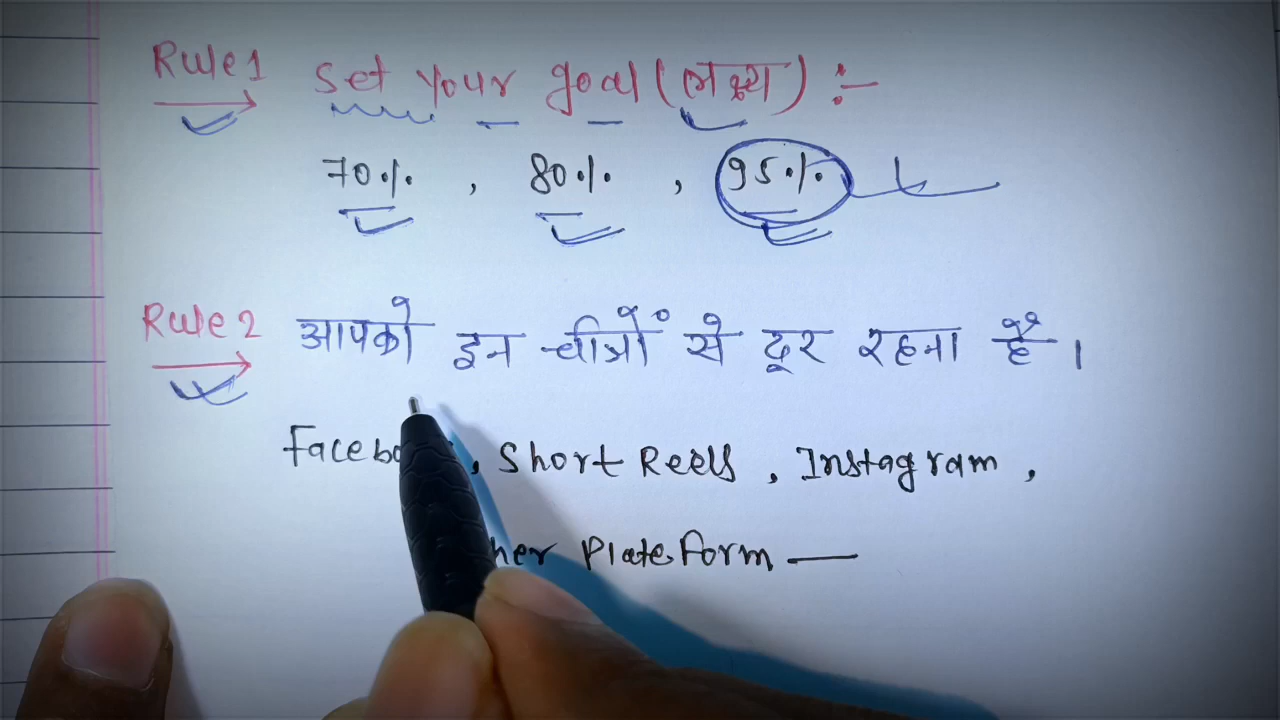 Rule 1 Set your goal (लक्ष्य) :-
70%, 80%, 95%
Rule 2 आपको इन चीज़ों से दूर रहना है।
, Short Reels, Instagram,
Plateform —